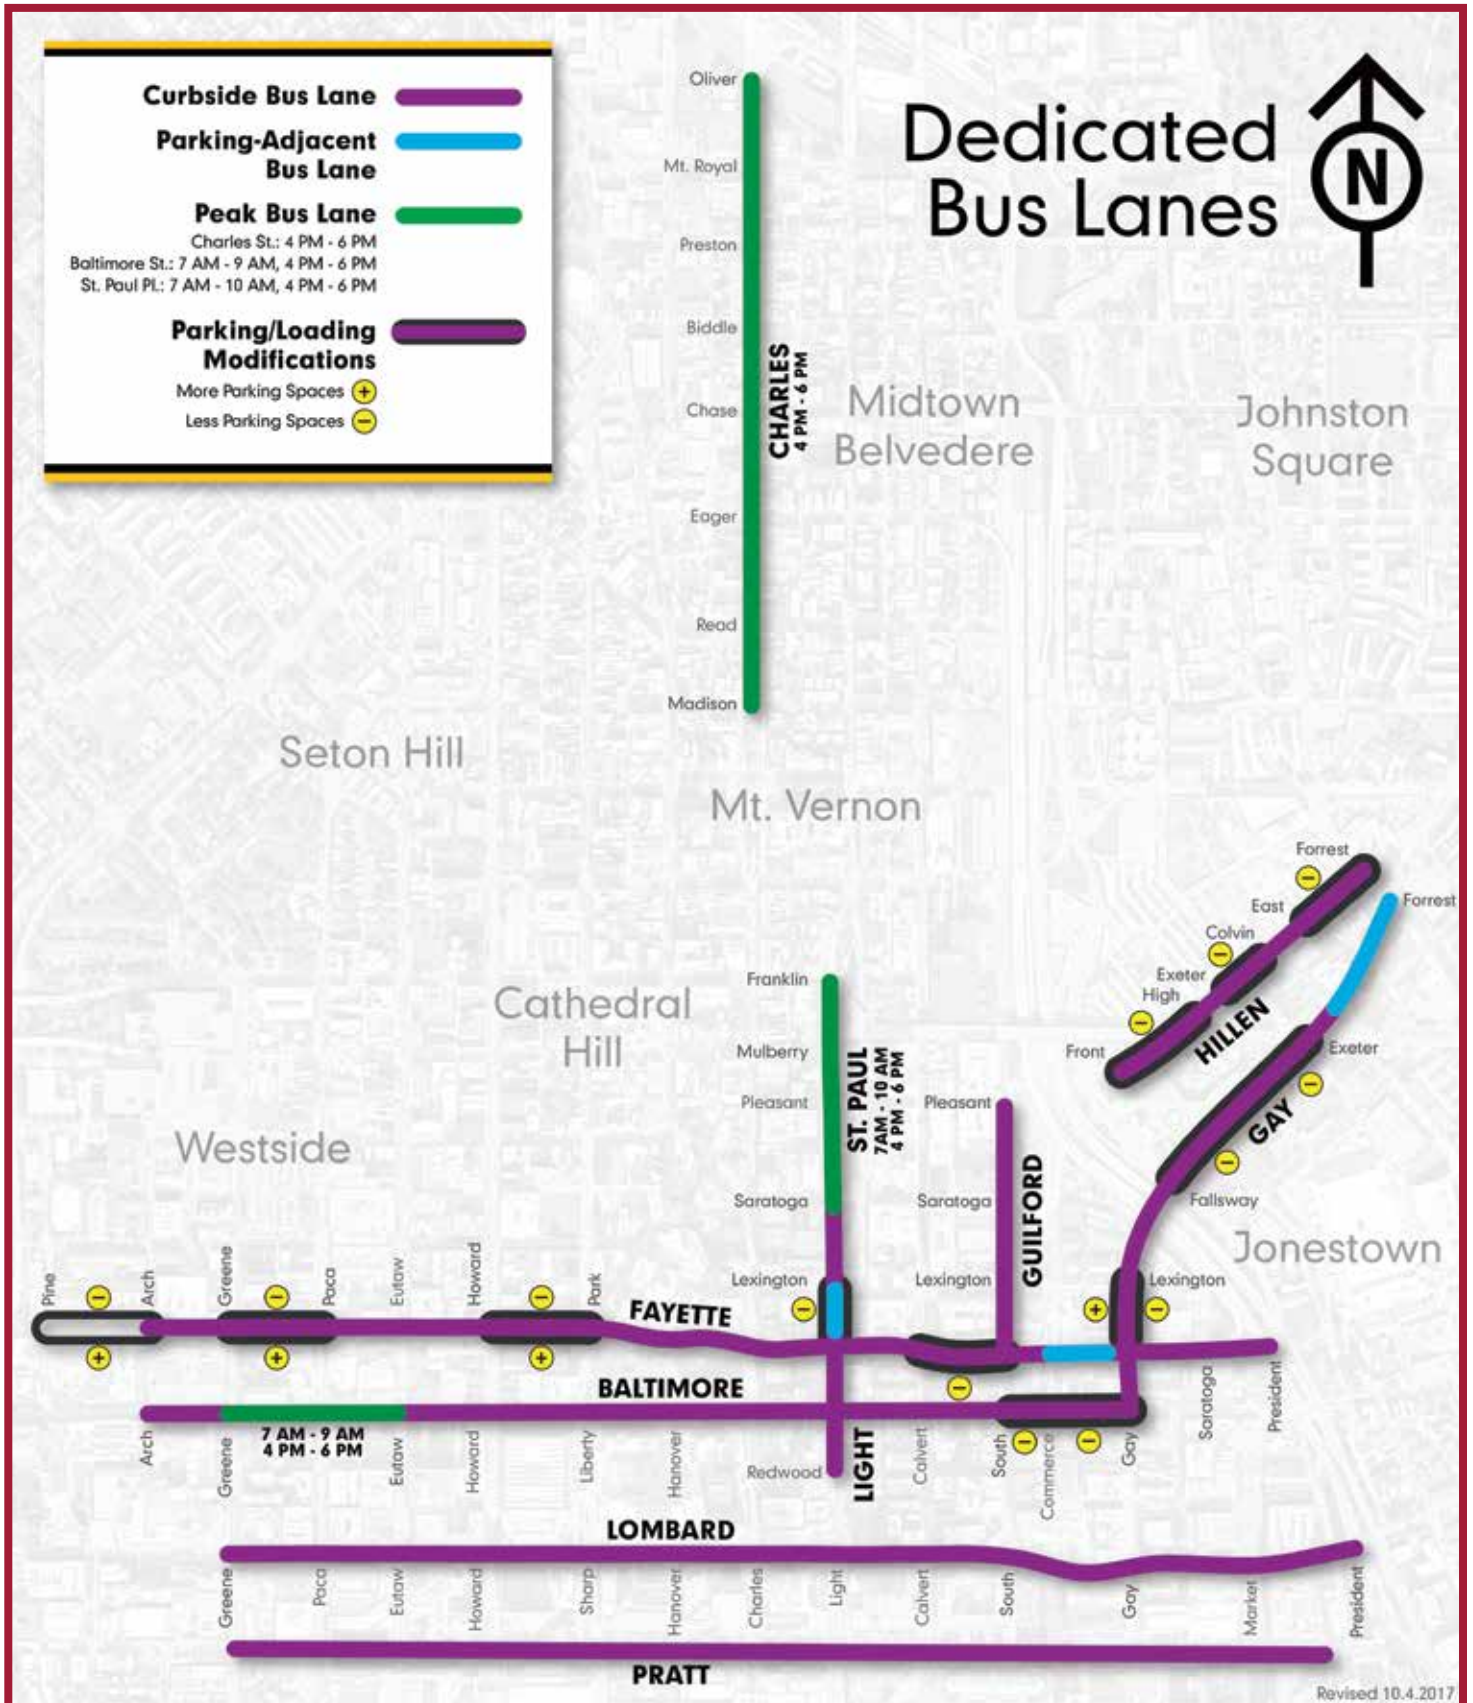 Curbside Bus Lane
Parking-Adjacent
Bus Lane
Peak Bus Lane
Charles St.: 4 PM - 6 PM
Baltimore St.: 7 AM - 9 AM, 4 PM - 6 PM
St. Paul Pl.: 7 AM - 10 AM, 4 PM - 6 PM
Parking/Loading
Modifications
More Parking Spaces +
Less Parking Spaces −
Dedicated
Bus Lanes
N
Oliver
Mt. Royal
Preston
Biddle
Chase
Eager
Read
Madison
CHARLES
4 PM - 6 PM
Midtown
Belvedere
Johnston
Square
Seton Hill
Mt. Vernon
Cathedral
Hill
Westside
Jonestown
Forrest
−
East
Colvin
−
Exeter
High
−
Front
HILLEN
Forrest
Exeter
−
GAY
−
Fallsway
Lexington
+
−
Franklin
Mulberry
Pleasant
Saratoga
Lexington
−
ST. PAUL
7AM - 10 AM
4 PM - 6 PM
Pleasant
Saratoga
Lexington
GUILFORD
Pine
−
Arch
Greene
−
Paca
Eutaw
Howard
−
Park
FAYETTE
+
+
+
−
Saratoga
President
BALTIMORE
7 AM - 9 AM
4 PM - 6 PM
Arch
Greene
Eutaw
Howard
Liberty
Hanover
Redwood
LIGHT
Calvert
South
−
Commerce
−
Gay
LOMBARD
Greene
Paca
Eutaw
Howard
Sharp
Hanover
Charles
Light
Calvert
South
Gay
Market
President
PRATT
Revised 10.4.2017